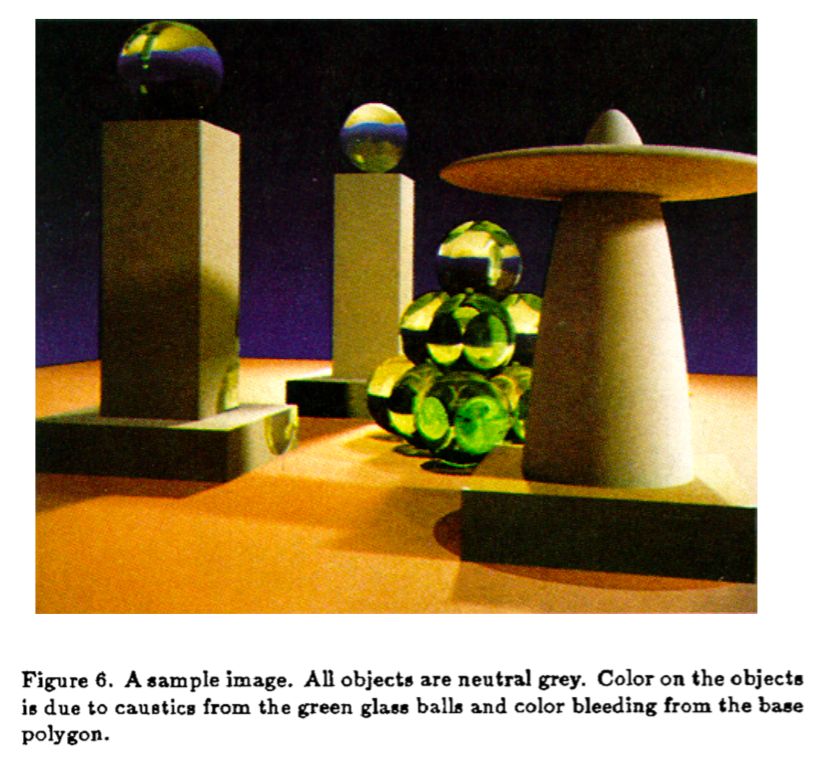 Figure 6. A sample image. All objects are neutral grey. Color on the objects
is due to caustics from the green glass balls and color bleeding from the base
polygon.